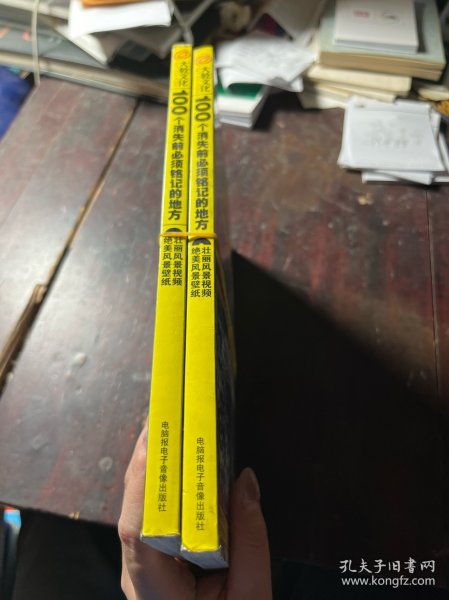 大般文化
100个消失前必须铭记的地方
壮丽风景视频
绝美风景壁纸
电脑报电子音像出版社
大般文化
100个消失前必须铭记的地方
壮丽风景视频
绝美风景壁纸
电脑报电子音像出版社
孔夫子旧书网
www.kongfz.com